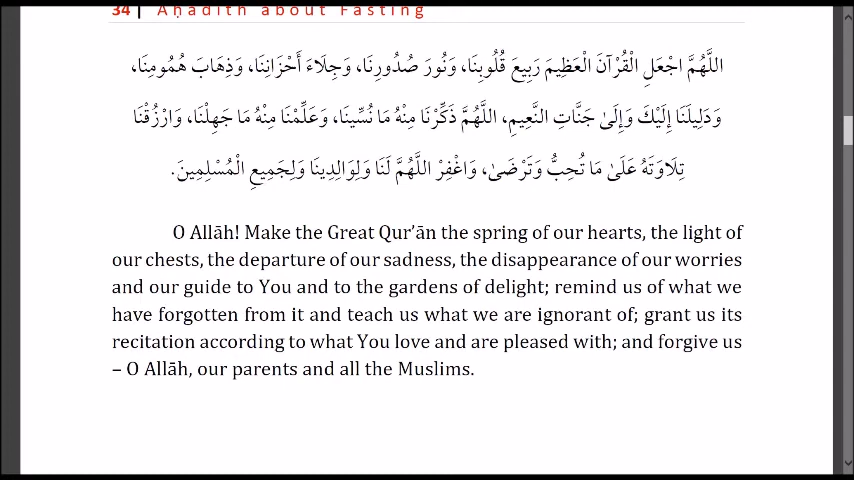 34 | Aḥadīth about Fasting
اللَّهُمَّ اجْعَلِ الْقُرْآنَ الْعَظِيمَ رَبِيعَ قُلُوبِنَا، وَنُورَ صُدُورِنَا، وَجِلَاءَ أَحْزَانِنَا، وَذِهَابَ هُمُومِنَا،
وَدَلِيلَنَا إِلَيْكَ وَإِلَىٰ جَنَّاتِ النَّعِيمِ، اللَّهُمَّ ذَكِّرْنَا مِنْهُ مَا نُسِّينَا، وَعَلِّمْنَا مِنْهُ مَا جَهِلْنَا، وَارْزُقْنَا
تِلَاوَتَهُ عَلَىٰ مَا تُحِبُّ وَتَرْضَىٰ، وَاغْفِرْ اللَّهُمَّ لَنَا وَلِوَالِدِينَا وَلِجَمِيعِ الْمُسْلِمِينَ.
O Allāh! Make the Great Qur’ān the spring of our hearts, the light of
our chests, the departure of our sadness, the disappearance of our worries
and our guide to You and to the gardens of delight; remind us of what we
have forgotten from it and teach us what we are ignorant of; grant us its
recitation according to what You love and are pleased with; and forgive us
– O Allāh, our parents and all the Muslims.